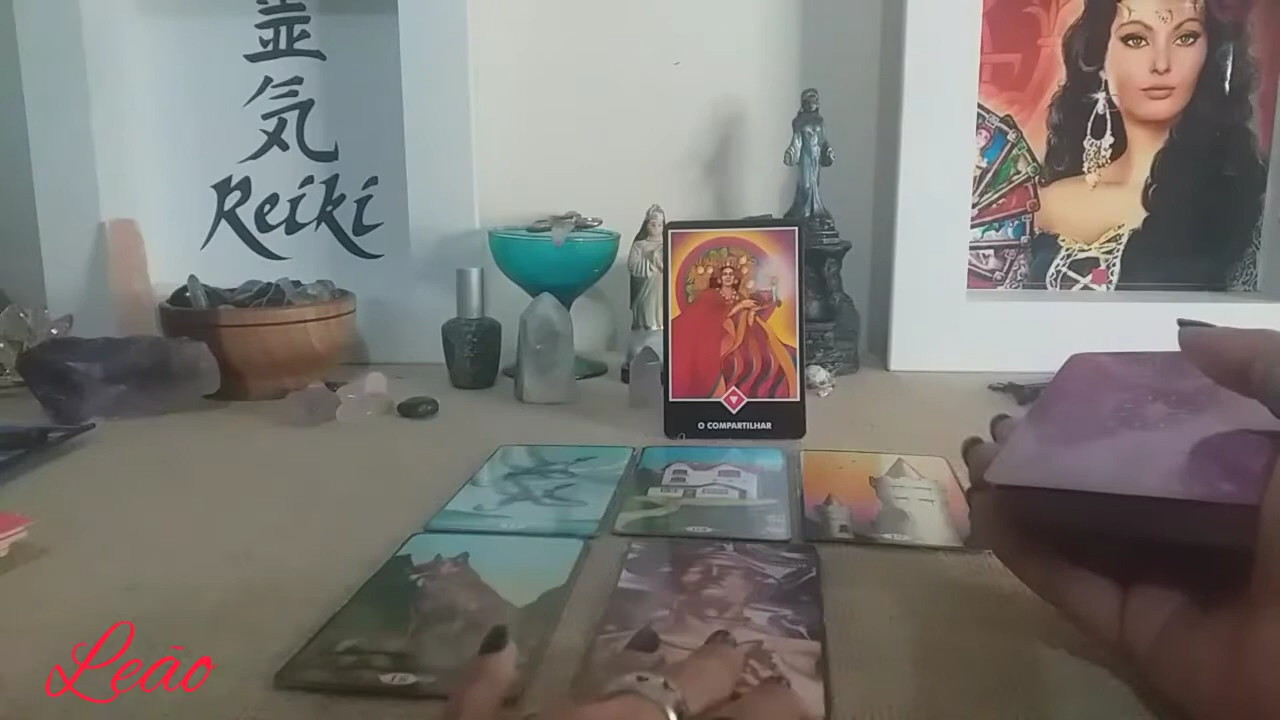 霊
気
Reiki
O COMPARTILHAR
Leão